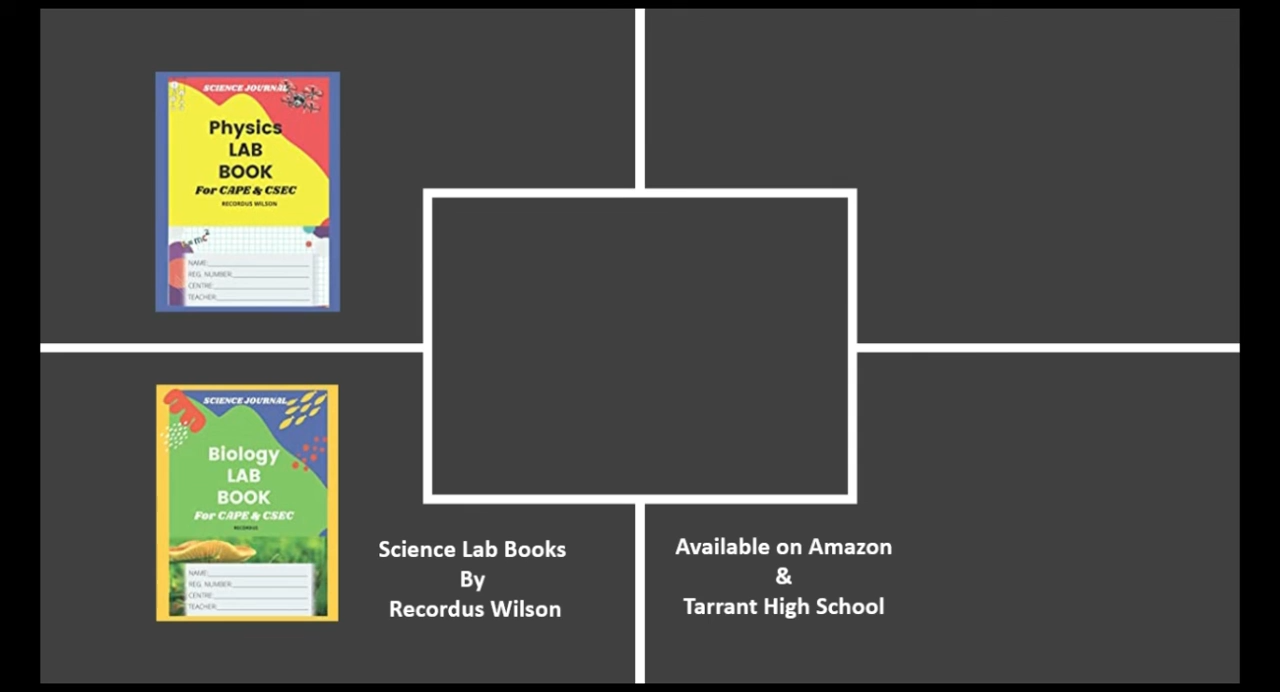 SCIENCE JOURNAL
Physics
LAB
BOOK
For CAPE & CSEC
RECORDUS WILSON
NAME:
REG. NUMBER:
CENTRE:
TEACHER:
SCIENCE JOURNAL
Biology
LAB
BOOK
For CAPE & CSEC
RECORDUS
NAME:
REG. NUMBER:
CENTRE:
TEACHER:
Science Lab Books
By
Recordus Wilson
Available on Amazon
&
Tarrant High School